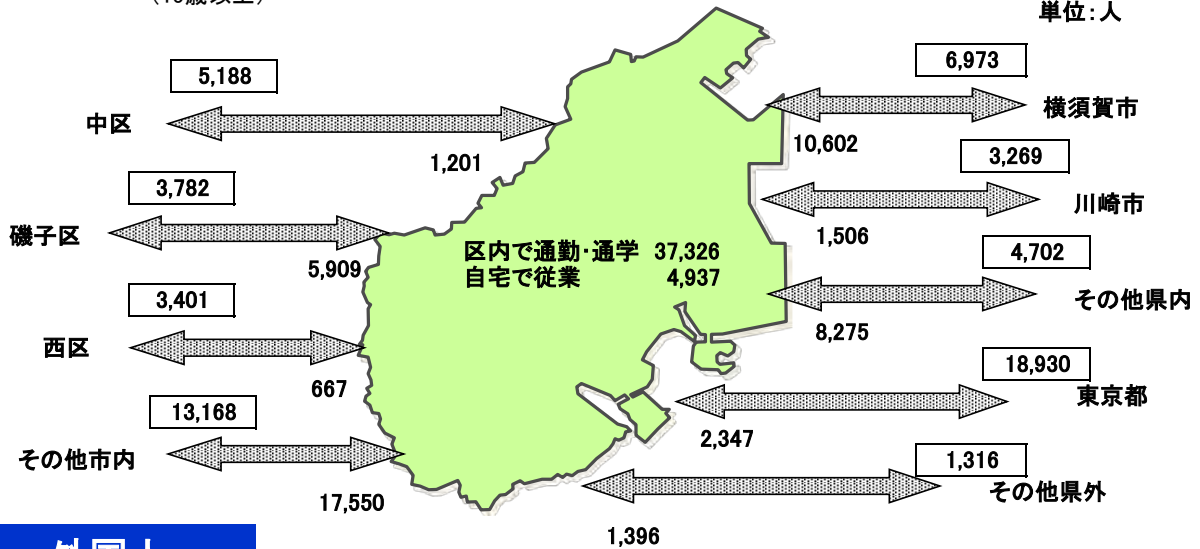 単位：人
5,188
中区
1,201
3,782
磯子区
5,909
3,401
西区
667
13,168
その他市内
17,550
区内で通勤・通学 37,326
自宅で従業 4,937
6,973
横須賀市
10,602
3,269
川崎市
1,506
4,702
その他県内
8,275
18,930
東京都
2,347
1,316
その他県外
1,396